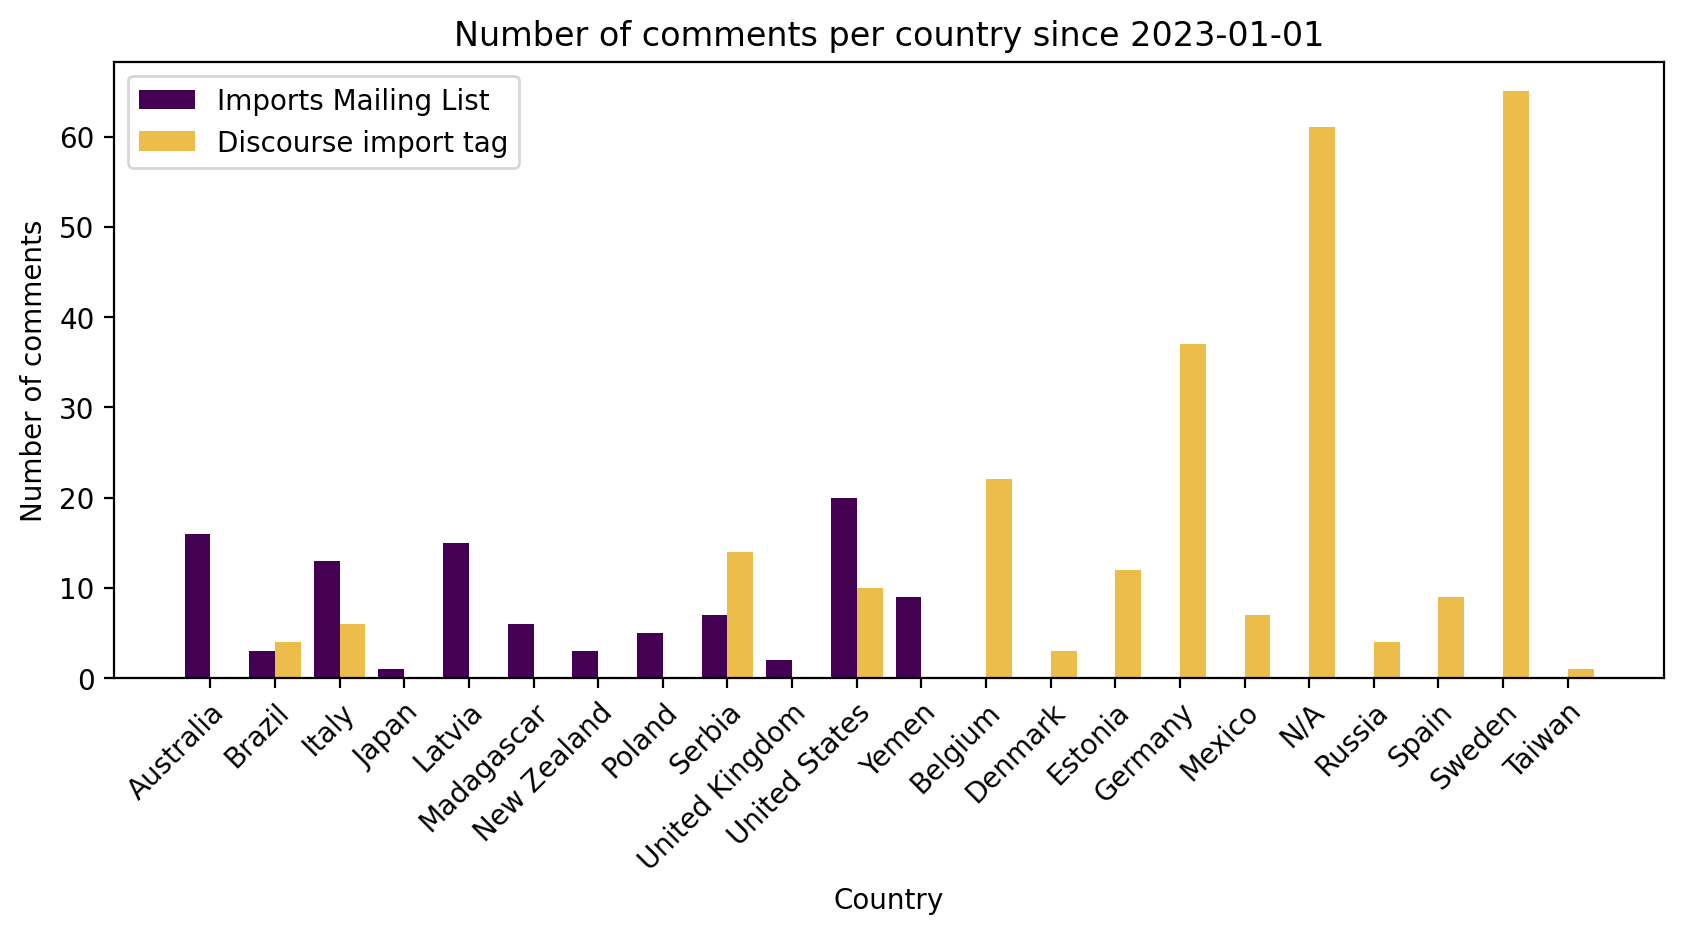 Number of comments per country since 2023-01-01
Imports Mailing List
Discourse import tag
Number of comments
60
50
40
30
20
10
0
Australia
Brazil
Italy
Japan
Latvia
Madagascar
New Zealand
Poland
Serbia
United Kingdom
United States
Yemen
Belgium
Denmark
Estonia
Germany
Mexico
N/A
Russia
Spain
Sweden
Taiwan
Country